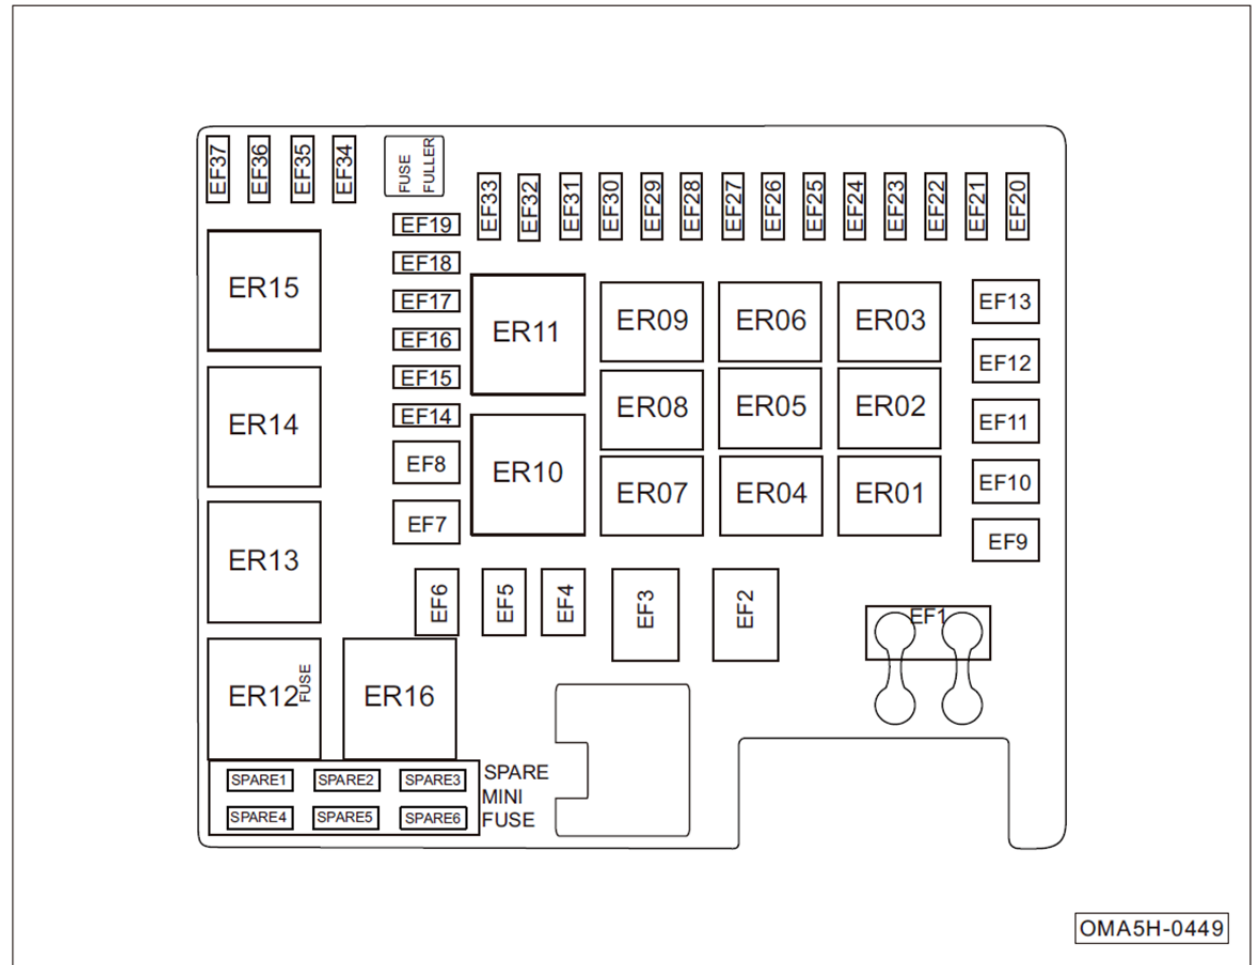 EF37
EF36
EF35
EF34
FUSE
FULLER
EF33
EF32
EF31
EF30
EF29
EF28
EF27
EF26
EF25
EF24
EF23
EF22
EF21
EF20
EF19
EF18
EF17
EF16
EF15
EF14
EF8
EF7
ER15
ER14
ER13
ER12
FUSE
ER16
ER11
ER10
ER09
ER06
ER03
ER08
ER05
ER02
ER07
ER04
ER01
EF13
EF12
EF11
EF10
EF9
EF6
EF5
EF4
EF3
EF2
EF1
SPARE1
SPARE2
SPARE3
SPARE4
SPARE5
SPARE6
SPARE
MINI
FUSE
OMA5H-0449